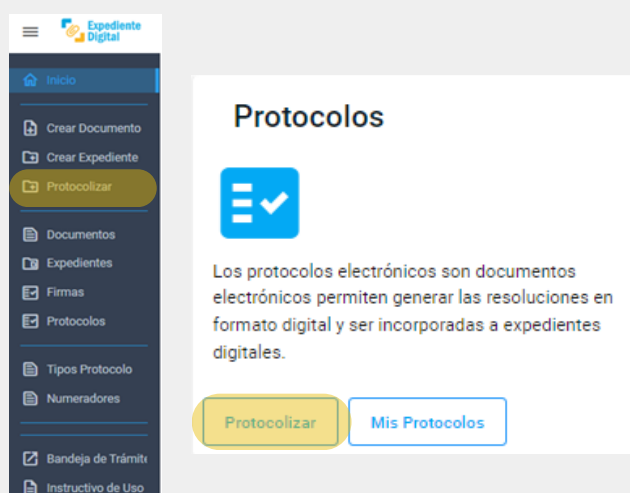 Expediente
Digital
Inicio
Crear Documento
Crear Expediente
Protocolizar
Documentos
Expedientes
Firmas
Protocolos
Tipos Protocolo
Numeradores
Bandeja de Trámite
Instructivo de Uso
Protocolos
Los protocolos electrónicos son documentos
electrónicos permiten generar las resoluciones en
formato digital y ser incorporadas a expedientes
digitales.
Protocolizar
Mis Protocolos